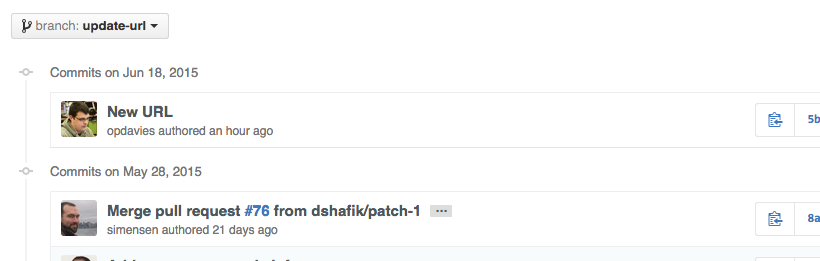 branch: update-url
Commits on Jun 18, 2015
New URL
opdavies authored an hour ago
5b
Commits on May 28, 2015
Merge pull request #76 from dshafik/patch-1 ...
simensen authored 21 days ago
8a